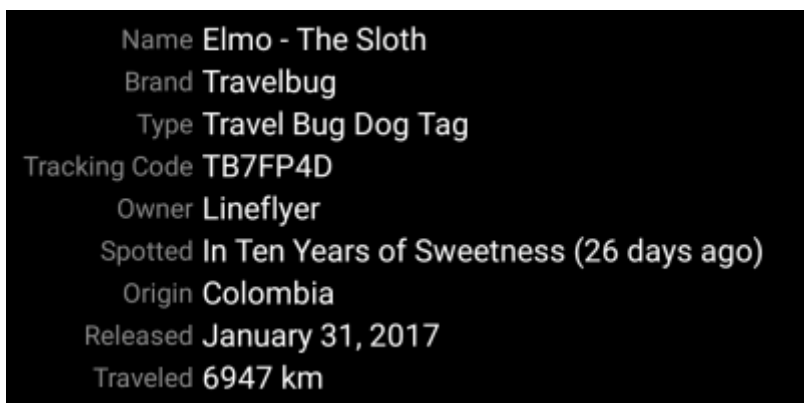 Name Elmo - The Sloth
Brand Travelbug
Type Travel Bug Dog Tag
Tracking Code TB7FP4D
Owner Lineflyer
Spotted In Ten Years of Sweetness (26 days ago)
Origin Colombia
Released January 31, 2017
Traveled 6947 km